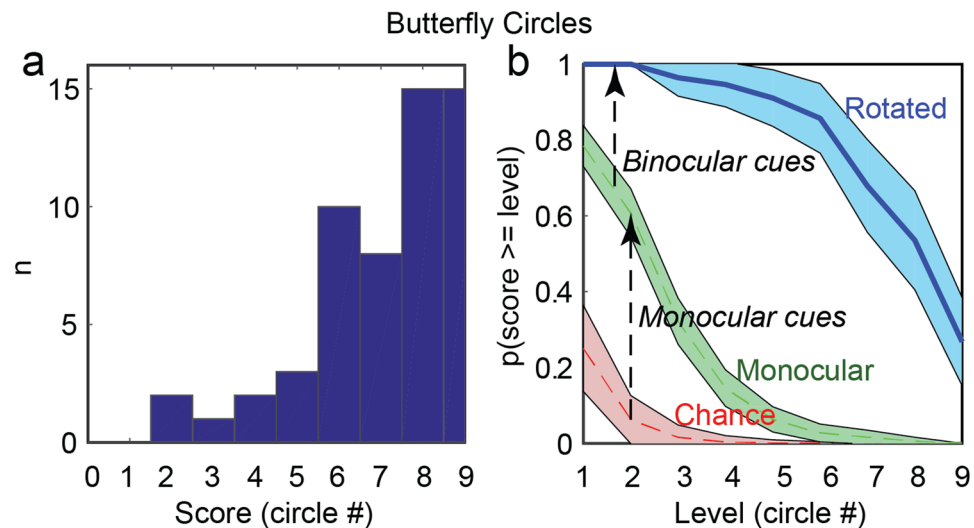 Butterfly Circles
a
b
15
10
5
0
n
0 1 2 3 4 5 6 7 8 9
Score (circle #)
1
0.8
0.6
0.4
0.2
0
p(score >= level)
Rotated
Binocular cues
Monocular cues
Monocular
Chance
1 2 3 4 5 6 7 8 9
Level (circle #)